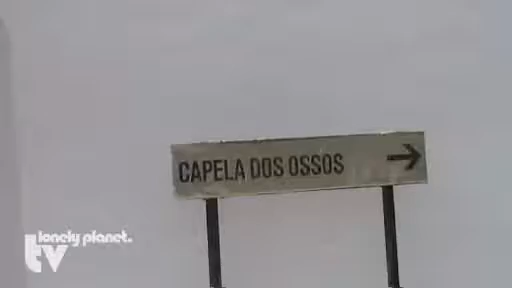 CAPELA DOS OSSOS →
lonely planet.
tv